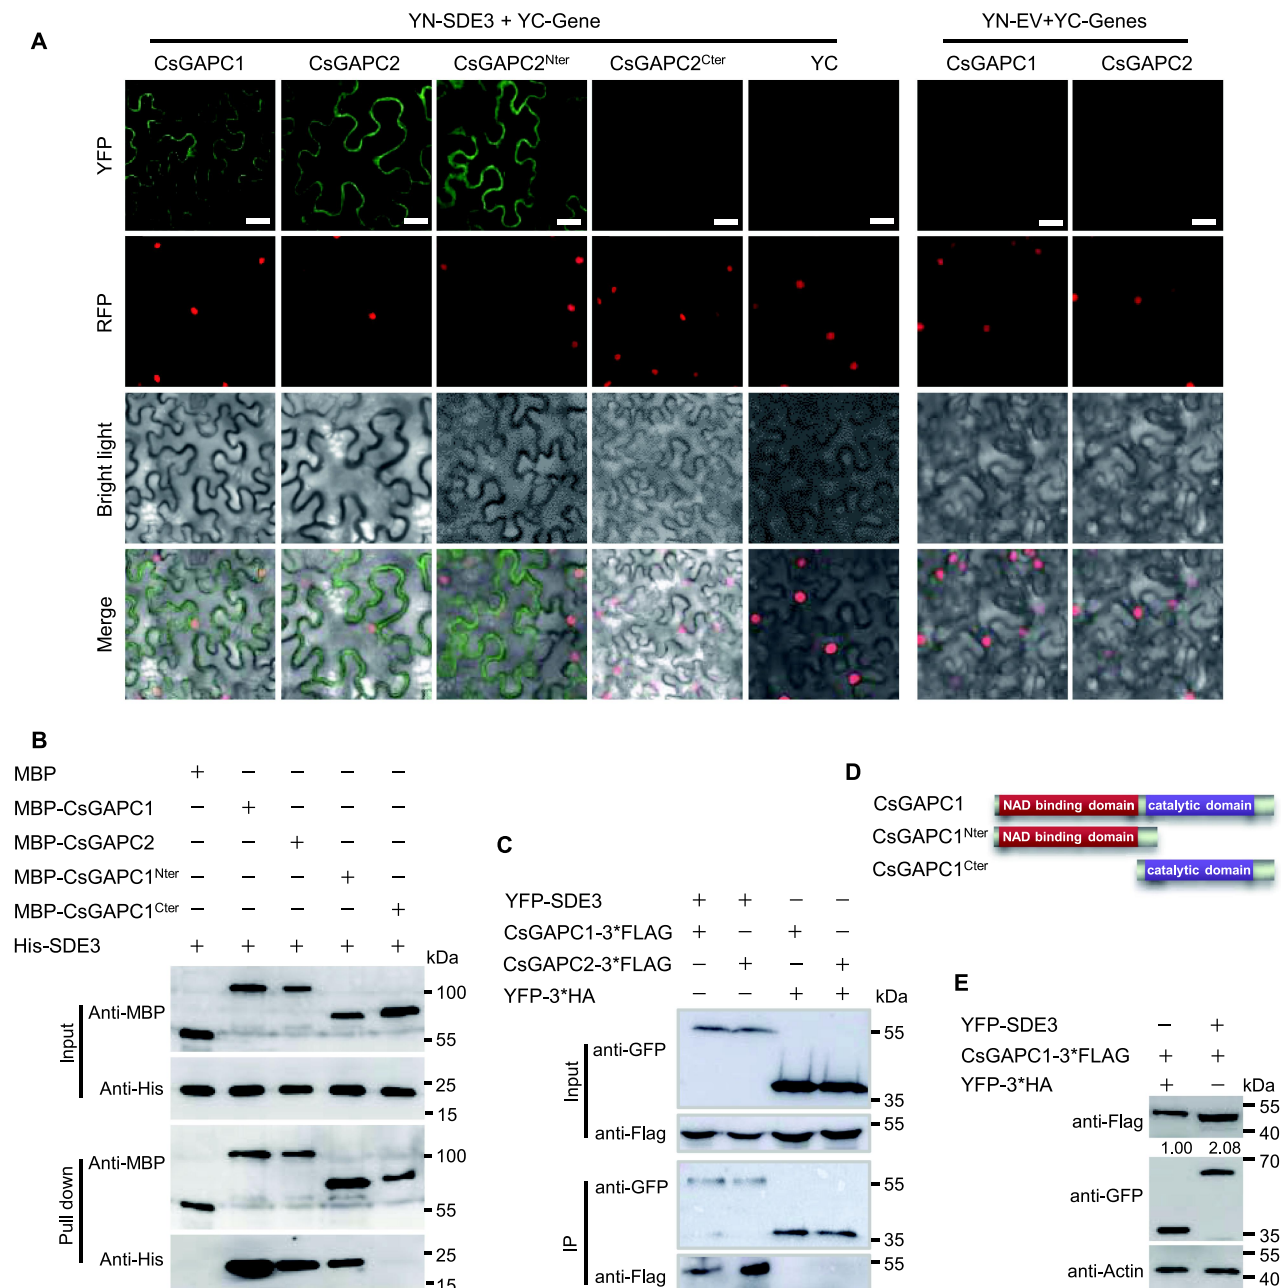 A
YN-SDE3 + YC-Gene
YN-EV+YC-Genes
CsGAPC1 CsGAPC2 CsGAPC2Nter CsGAPC2Cter YC CsGAPC1 CsGAPC2
YFP
RFP
Bright light
Merge
B
MBP + − − − −
MBP-CsGAPC1 − + − − −
MBP-CsGAPC2 − − + − −
MBP-CsGAPC1Nter − − − + −
MBP-CsGAPC1Cter − − − − +
His-SDE3 + + + + +
kDa
Input
Anti-MBP
100
55
Anti-His
25
15
Pull down
Anti-MBP
100
55
Anti-His
25
15
C
YFP-SDE3 + + − −
CsGAPC1-3*FLAG + − + −
CsGAPC2-3*FLAG − + − +
YFP-3*HA − − + +
kDa
Input
anti-GFP
55
35
anti-Flag
55
IP
anti-GFP
55
35
anti-Flag
55
D
CsGAPC1 NAD binding domain catalytic domain
CsGAPC1Nter NAD binding domain
CsGAPC1Cter catalytic domain
E
YFP-SDE3 − +
CsGAPC1-3*FLAG + +
YFP-3*HA + −
kDa
anti-Flag
55
40
1.00 2.08
anti-GFP
70
35
anti-Actin
55
40